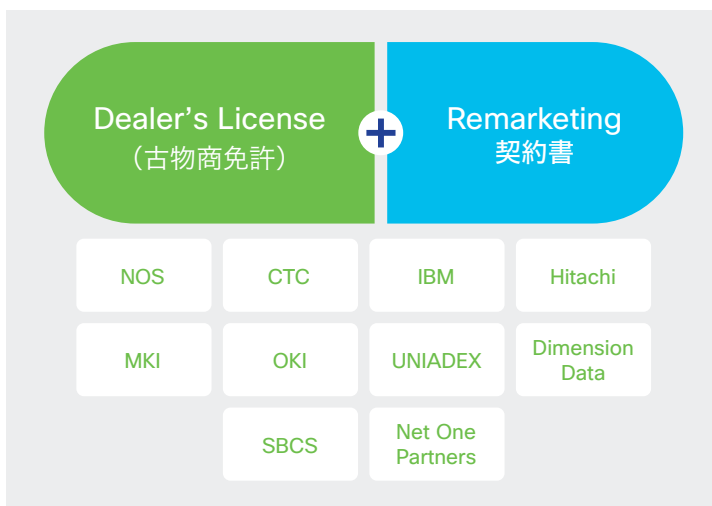 Dealer’s License
（古物商免許）
+
Remarketing
契約書
NOS
CTC
IBM
Hitachi
MKI
OKI
UNIADEX
Dimension
Data
SBCS
Net One
Partners